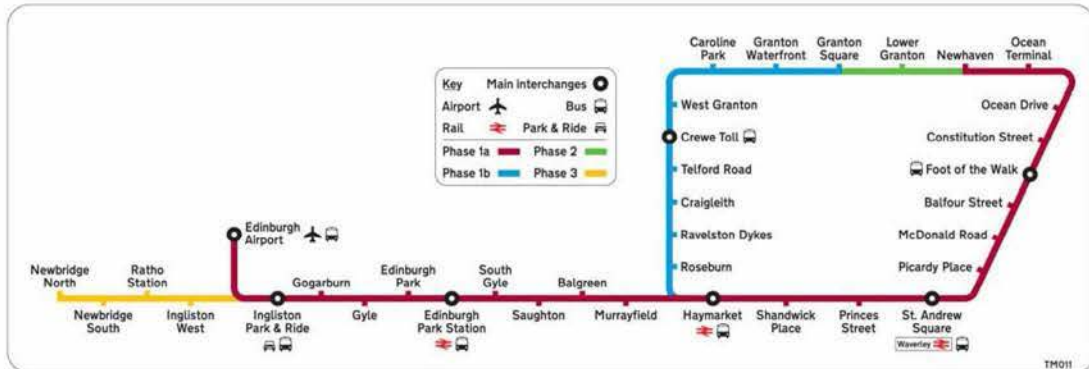 Caroline
Park
Granton
Waterfront
Granton
Square
Lower
Granton
Newhaven
Ocean
Terminal
Key Main interchanges
Airport Bus
Rail Park & Ride
Phase 1a Phase 2
Phase 1b Phase 3
West Granton
Crewe Toll
Telford Road
Craigleith
Ravelston Dykes
Roseburn
Ocean Drive
Constitution Street
Foot of the Walk
Balfour Street
McDonald Road
Picardy Place
Edinburgh
Airport
Newbridge
North
Ratho
Station
Gogarburn
Edinburgh
Park
South
Gyle
Balgreen
Newbridge
South
Ingliston
West
Ingliston
Park & Ride
Gyle
Edinburgh
Park Station
Saughton
Murrayfield
Haymarket
Shandwick
Place
Princes
Street
St. Andrew
Square
Waverley
TM011